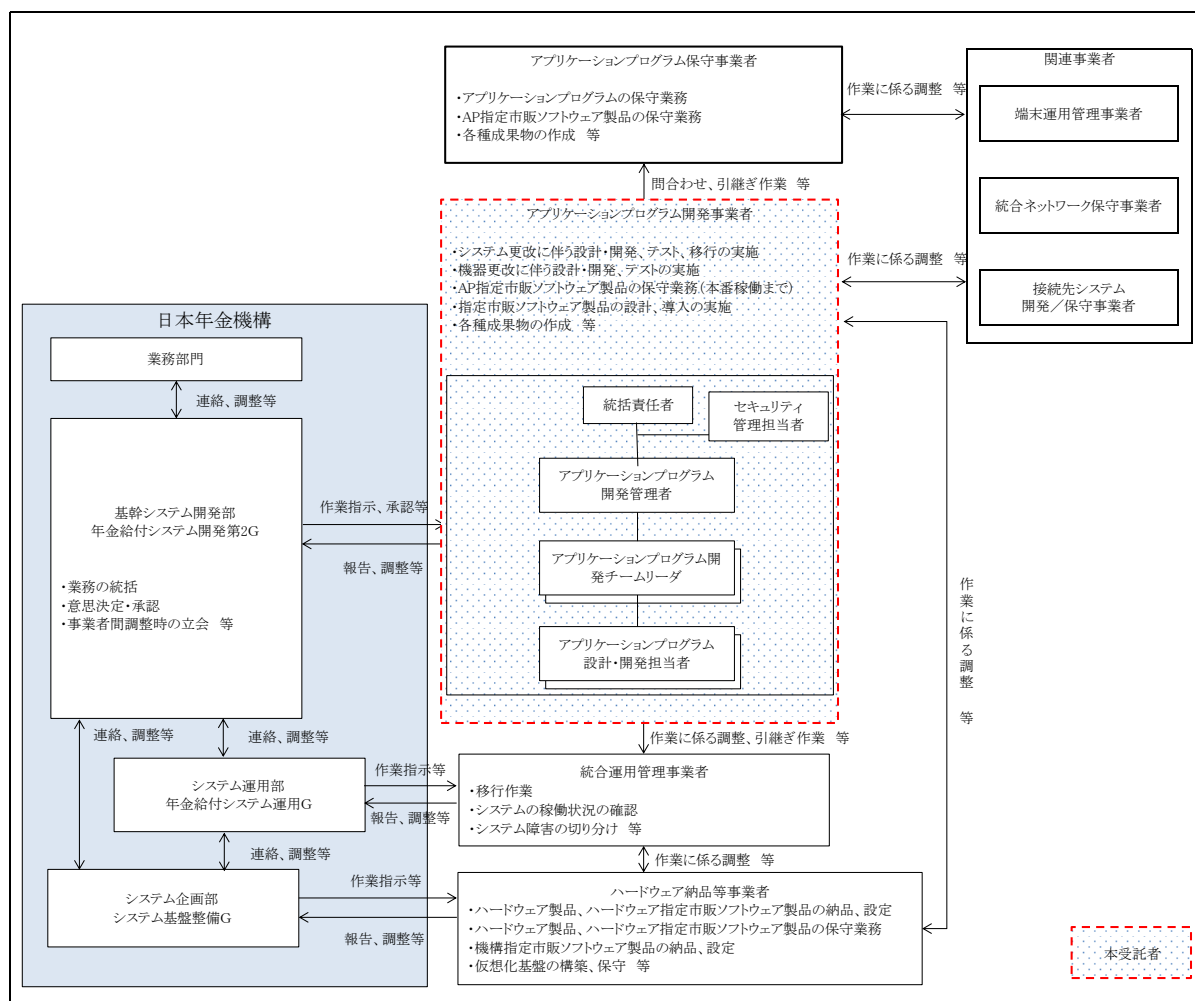 アプリケーションプログラム保守事業者
・アプリケーションプログラムの保守業務
・AP指定市販ソフトウェア製品の保守業務
・各種成果物の作成　等
作業に係る調整　等
関連事業者
端末運用管理事業者
統合ネットワーク保守事業者
接続先システム
開発／保守事業者
問合わせ、引継ぎ作業　等
アプリケーションプログラム開発事業者
・システム更改に伴う設計・開発、テスト、移行の実施
・機器更改に伴う設計・開発、テストの実施
・AP指定市販ソフトウェア製品の保守業務（本番稼働まで）
・指定市販ソフトウェア製品の設計、導入の実施
・各種成果物の作成　等
作業に係る調整　等
統括責任者
セキュリティ
管理担当者
アプリケーションプログラム
開発管理者
アプリケーションプログラム開
発チームリーダ
アプリケーションプログラム
設計・開発担当者
日本年金機構
業務部門
連絡、調整等
基幹システム開発部
年金給付システム開発第2G
・業務の統括
・意思決定・承認
・事業者間調整時の立会　等
作業指示、承認等
報告、調整等
連絡、調整等
連絡、調整等
システム運用部
年金給付システム運用G
連絡、調整等
システム企画部
システム基盤整備G
作業指示等
報告、調整等
作業指示等
報告、調整等
作業に係る調整、引継ぎ作業　等
統合運用管理事業者
・移行作業
・システムの稼働状況の確認
・システム障害の切り分け　等
作業に係る調整　等
ハードウェア納品等事業者
・ハードウェア製品、ハードウェア指定市販ソフトウェア製品の納品、設定
・ハードウェア製品、ハードウェア指定市販ソフトウェア製品の保守業務
・機構指定市販ソフトウェア製品の納品、設定
・仮想化基盤の構築、保守　等
作業に係る調整　等
本受託者